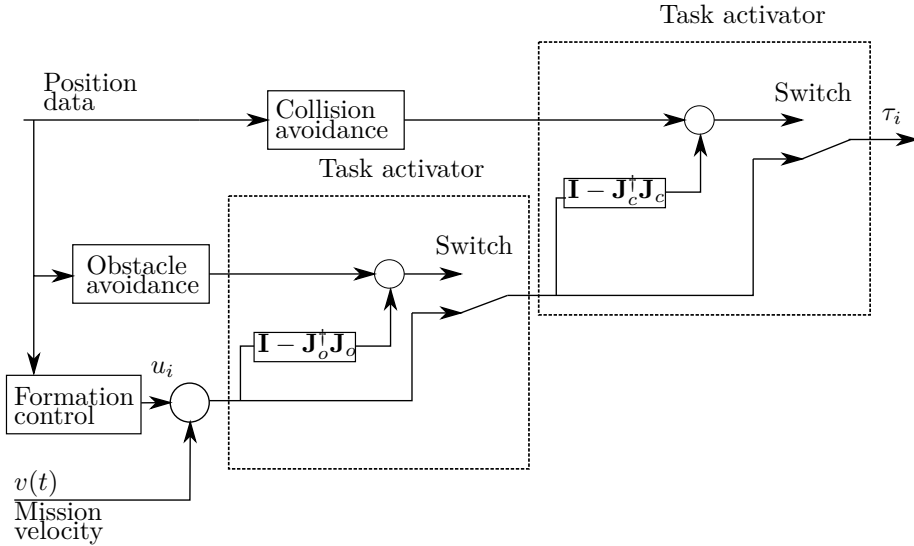 Task activator
Position
data
Switch
τ_i
Collision
avoidance
Task activator
I − J_c^†J_c
Switch
Obstacle
avoidance
I − J_o^†J_o
u_i
Formation
control
v(t)
Mission
velocity